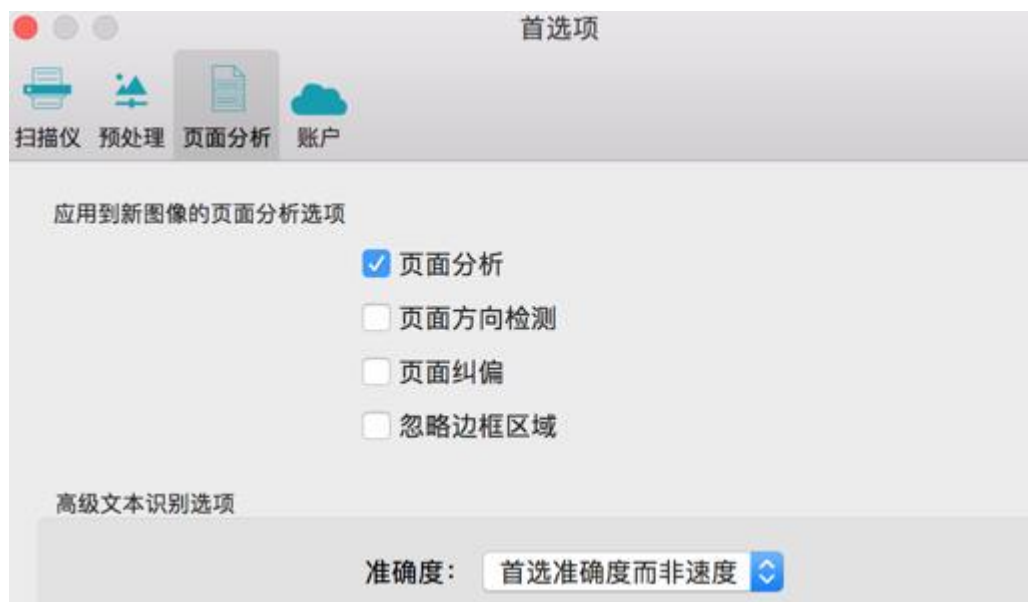 首选项
扫描仪 预处理 页面分析 账户
应用到新图像的页面分析选项
页面分析
页面方向检测
页面纠偏
忽略边框区域
高级文本识别选项
准确度： 首选准确度而非速度